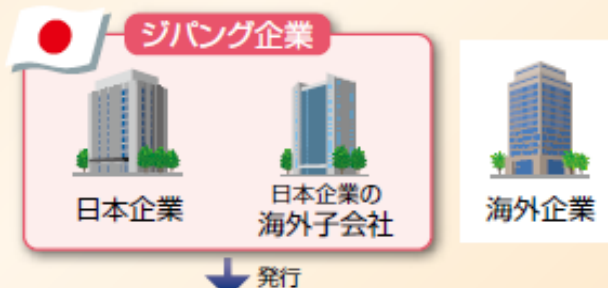 ジパング企業
日本企業
日本企業の
海外子会社
海外企業
発行